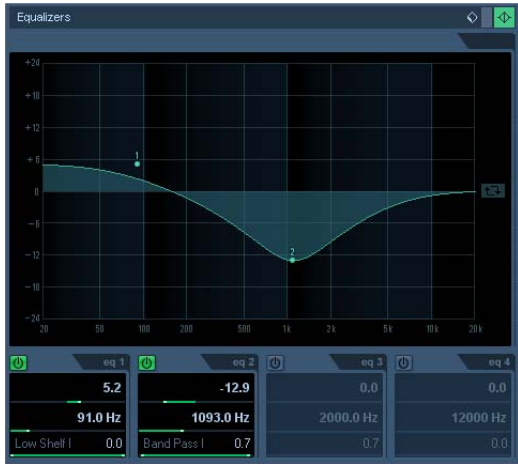 Equalizers
+24
+18
+12
+6
0
-6
-12
-18
-24
1
2
20 50 100 200 500 1k 2k 5k 10k 20k
eq 1 eq 2 eq 3 eq 4
5.2 -12.9 0.0 0.0
91.0 Hz 1093.0 Hz 2000.0 Hz 12000 Hz
Low Shelf I 0.0 Band Pass I 0.7 0.7 0.0